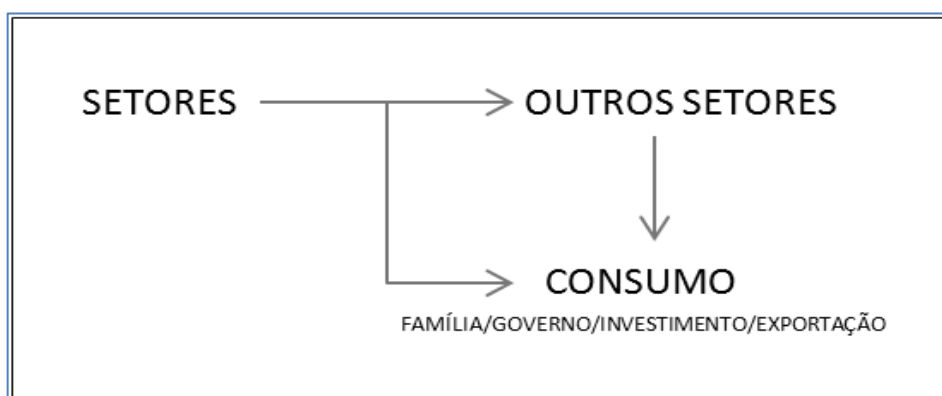 SETORES OUTROS SETORES
CONSUMO
FAMÍLIA/GOVERNO/INVESTIMENTO/EXPORTAÇÃO